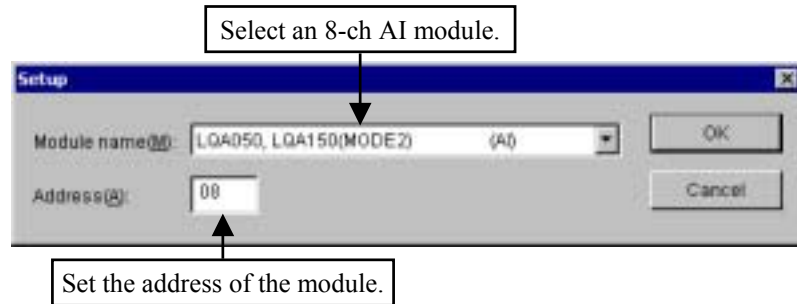 Select an 8-ch AI module.
Setup
Module name(M): LQA050, LQA150(MODE2) (AI) OK
Address(A): 08 Cancel
Set the address of the module.